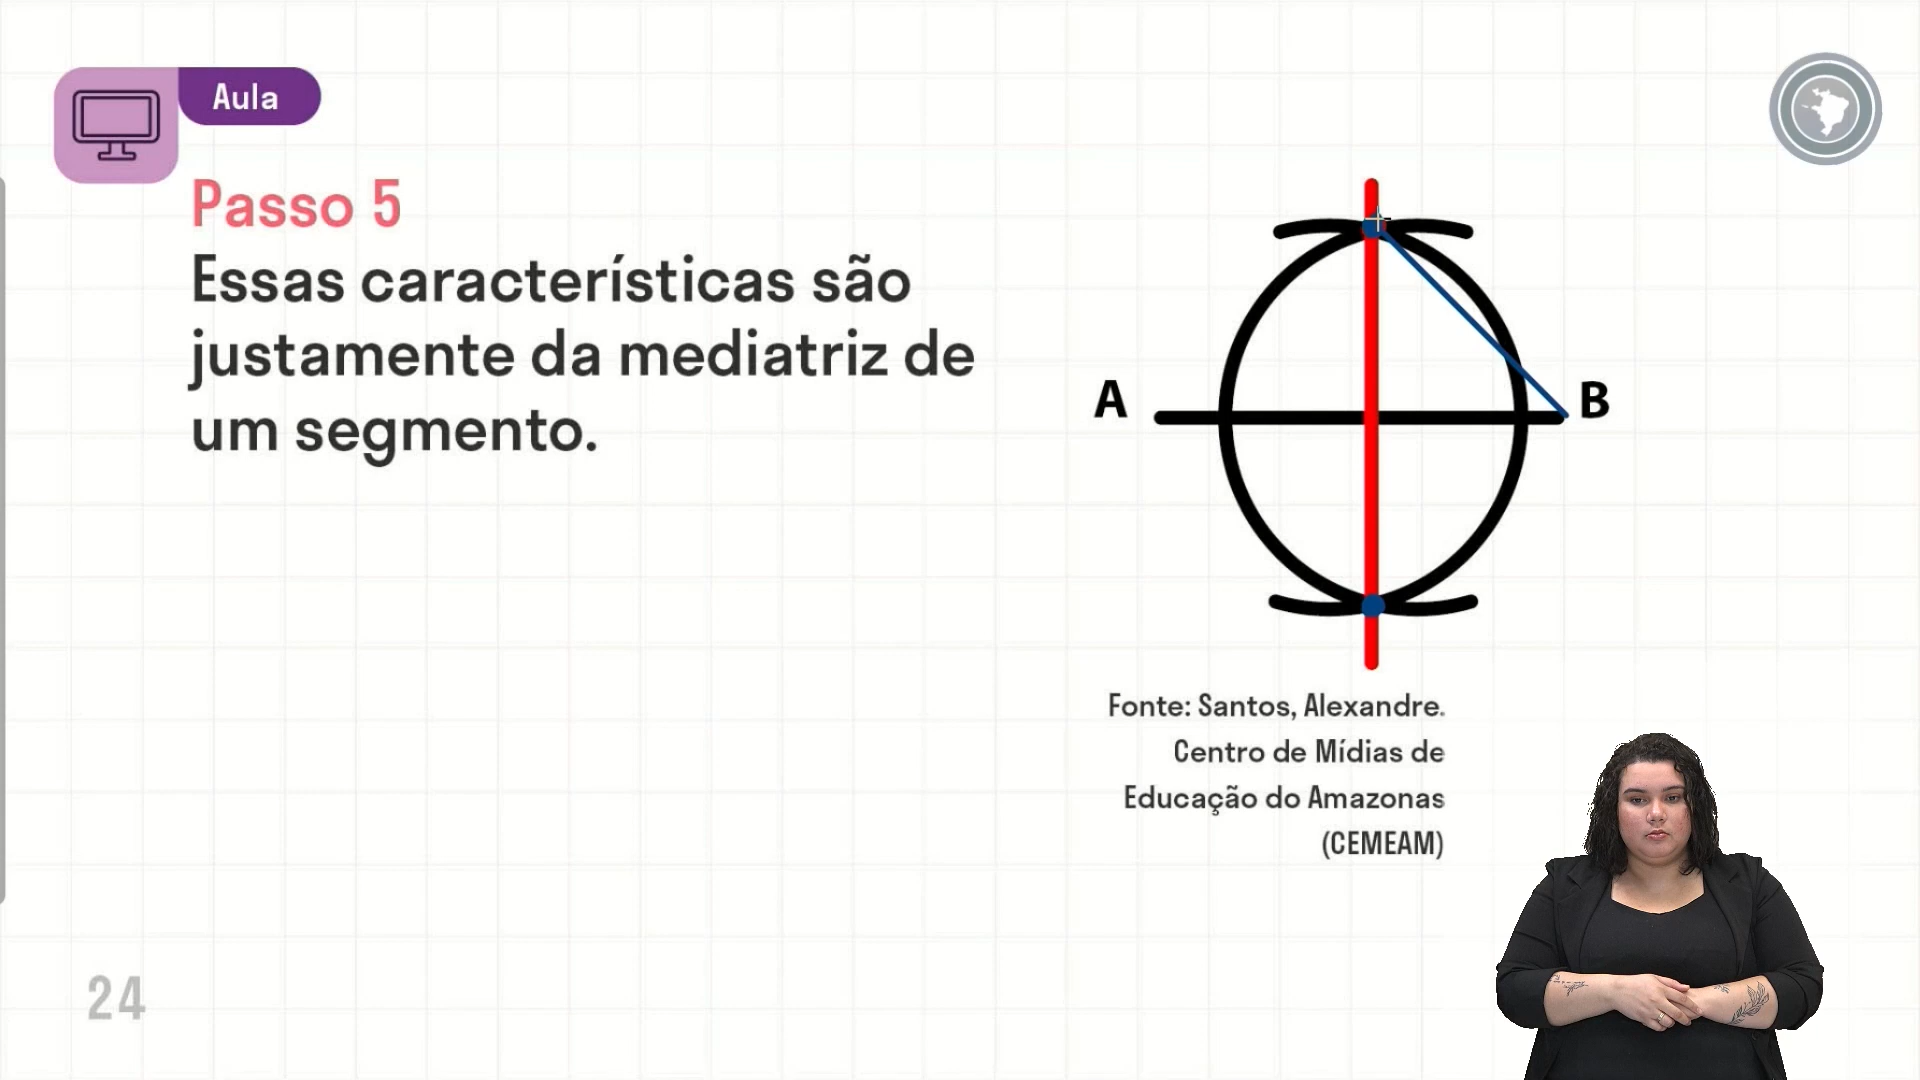 Aula
Passo 5
Essas características são
justamente da mediatriz de
um segmento.
A
B
Fonte: Santos, Alexandre.
Centro de Mídias de
Educação do Amazonas
(CEMEAM)
24